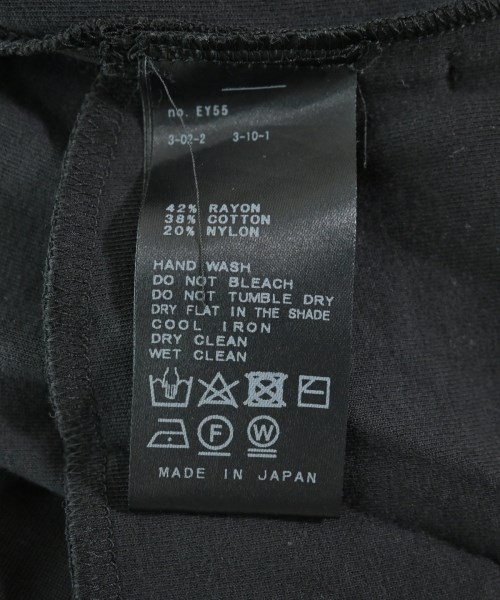 no. EY55
3-02-2 3-10-1
42% RAYON
38% COTTON
20% NYLON
HAND WASH
DO NOT BLEACH
DO NOT TUMBLE DRY
DRY FLAT IN THE SHADE
COOL IRON
DRY CLEAN
WET CLEAN
F W
MADE IN JAPAN